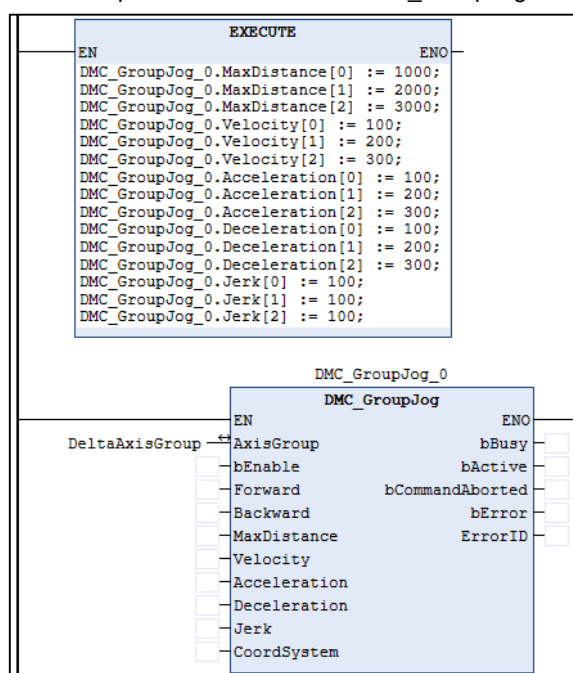 EXECUTE
EN ENO
DMC_GroupJog_0.MaxDistance[0] := 1000;
DMC_GroupJog_0.MaxDistance[1] := 2000;
DMC_GroupJog_0.MaxDistance[2] := 3000;
DMC_GroupJog_0.Velocity[0] := 100;
DMC_GroupJog_0.Velocity[1] := 200;
DMC_GroupJog_0.Velocity[2] := 300;
DMC_GroupJog_0.Acceleration[0] := 100;
DMC_GroupJog_0.Acceleration[1] := 200;
DMC_GroupJog_0.Acceleration[2] := 300;
DMC_GroupJog_0.Deceleration[0] := 100;
DMC_GroupJog_0.Deceleration[1] := 200;
DMC_GroupJog_0.Deceleration[2] := 300;
DMC_GroupJog_0.Jerk[0] := 100;
DMC_GroupJog_0.Jerk[1] := 100;
DMC_GroupJog_0.Jerk[2] := 100;
DMC_GroupJog_0
DMC_GroupJog
EN ENO
DeltaAxisGroup AxisGroup bBusy
bEnable bActive
Forward bCommandAborted
Backward bError
MaxDistance ErrorID
Velocity
Acceleration
Deceleration
Jerk
CoordSystem